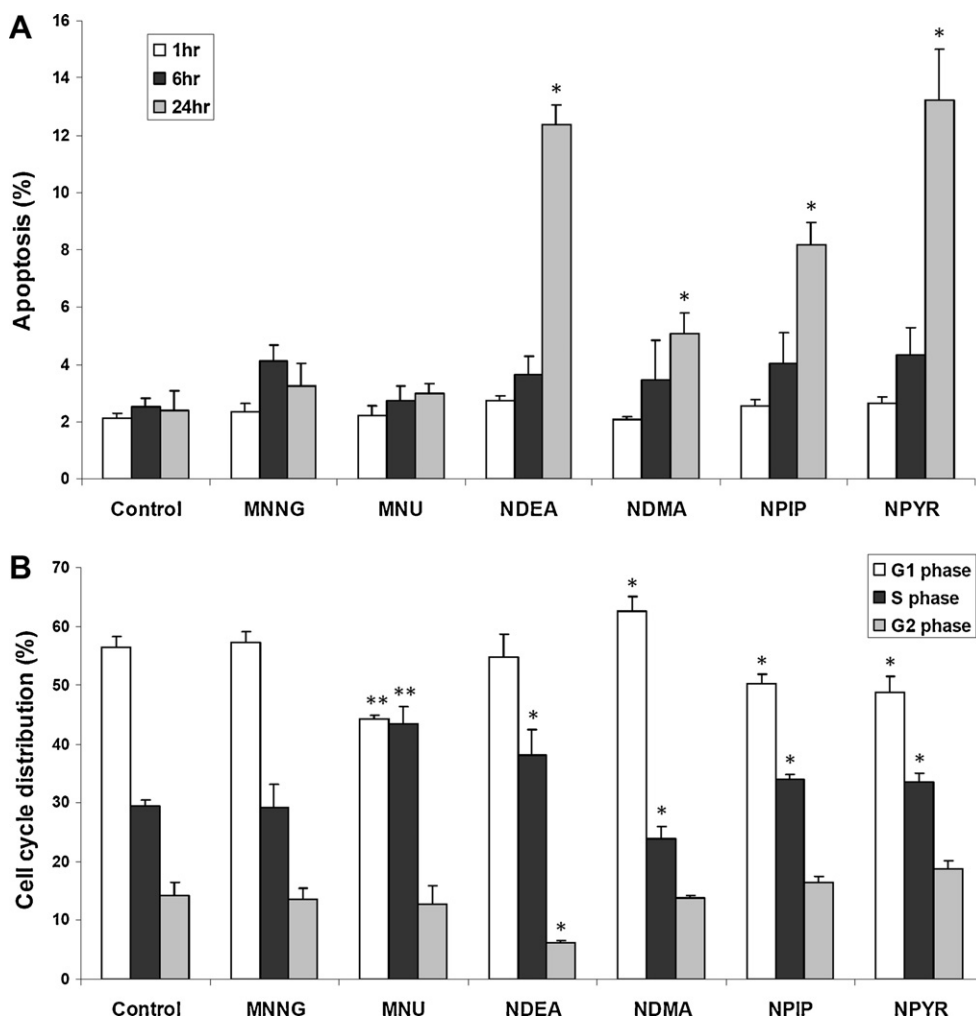 A
Apoptosis (%)
16
14
12
10
8
6
4
2
0
1hr
6hr
24hr
*
*
*
*
Control MNNG MNU NDEA NDMA NPIP NPYR
B
Cell cycle distribution (%)
70
60
50
40
30
20
10
0
G1 phase
S phase
G2 phase
** **
*
*
*
*
*
*
*
*
Control MNNG MNU NDEA NDMA NPIP NPYR